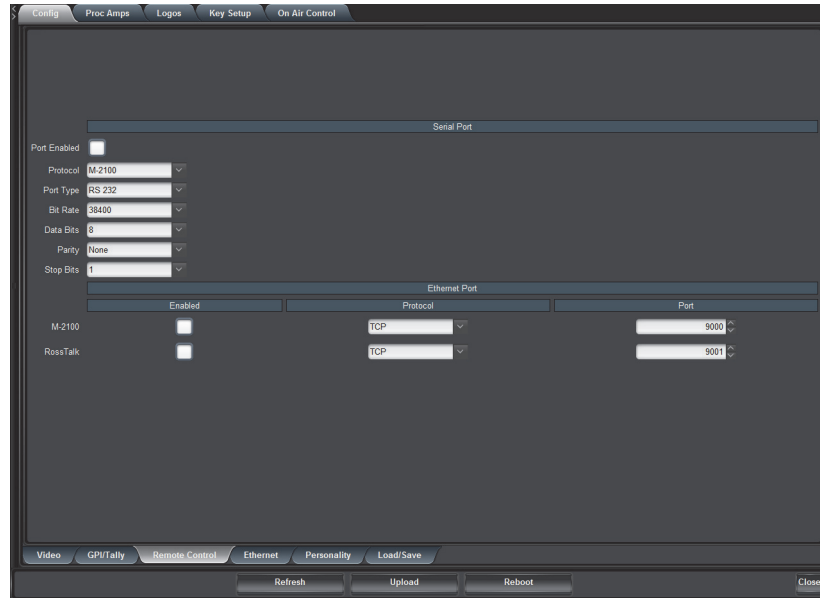 Config Proc Amps Logos Key Setup On Air Control
Serial Port
Port Enabled
Protocol M-2100
Port Type RS 232
Bit Rate 38400
Data Bits 8
Parity None
Stop Bits 1
Ethernet Port
Enabled Protocol Port
M-2100 TCP 9000
RossTalk TCP 9001
Video GPI/Tally Remote Control Ethernet Personality Load/Save
Refresh Upload Reboot Close